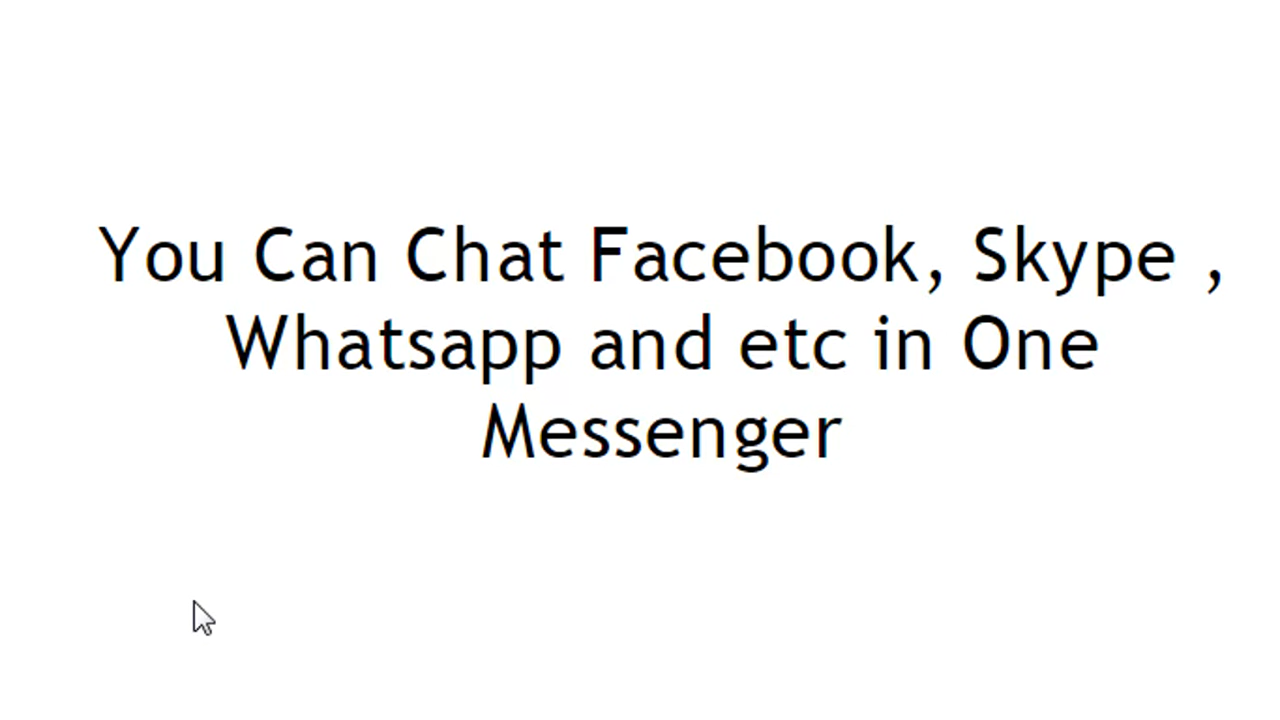 You Can Chat Facebook, Skype ,
Whatsapp and etc in One
Messenger